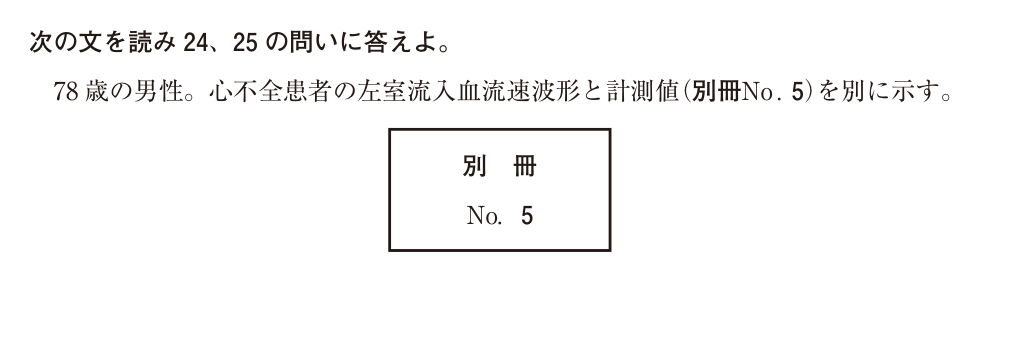 次の文を読み 24、25 の問いに答えよ。
78 歳の男性。心不全患者の左室流入血流速波形と計測値(別冊No. 5)を別に示す。
別 冊
No. 5